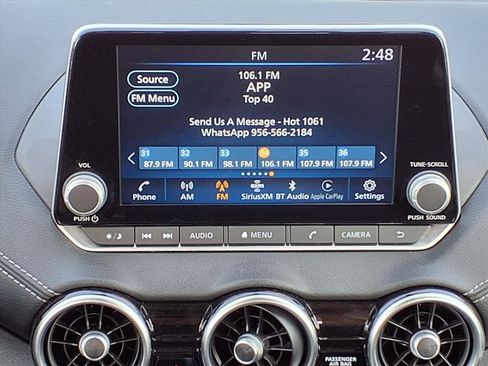 FM
2:48
Source
106.1 FM
APP
FM Menu
Top 40
Send Us A Message - Hot 1061
WhatsApp 956-566-2184
31 32 33 34 35 36
87.9 FM 90.1 FM 98.1 FM 106.1 FM 107.9 FM 107.9 FM
VOL
TUNE·SCROLL
Phone AM FM SiriusXM BT Audio Apple CarPlay Settings
PUSH
PUSH SOUND
AUDIO MENU CAMERA
PASSENGER
AIR BAG